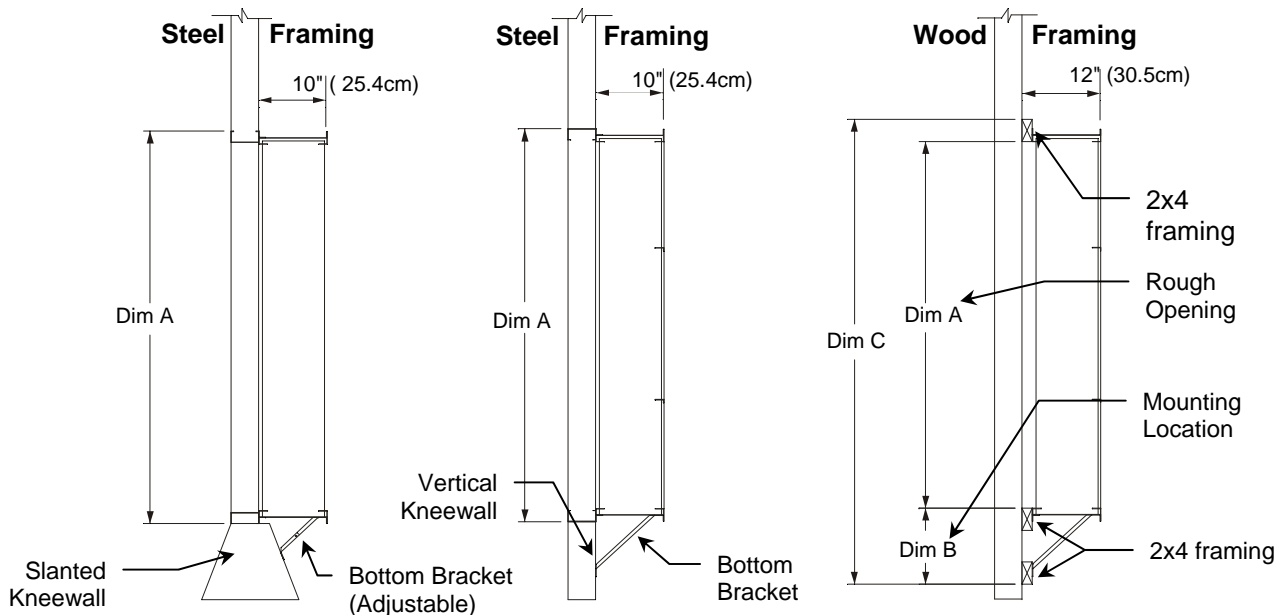 Steel Framing
10" ( 25.4cm)
Dim A
Slanted
Kneewall
Bottom Bracket
(Adjustable)
Steel Framing
10" (25.4cm)
Dim A
Vertical
Kneewall
Bottom
Bracket
Wood Framing
12" (30.5cm)
2x4
framing
Rough
Opening
Dim A
Dim C
Mounting
Location
Dim B
2x4 framing